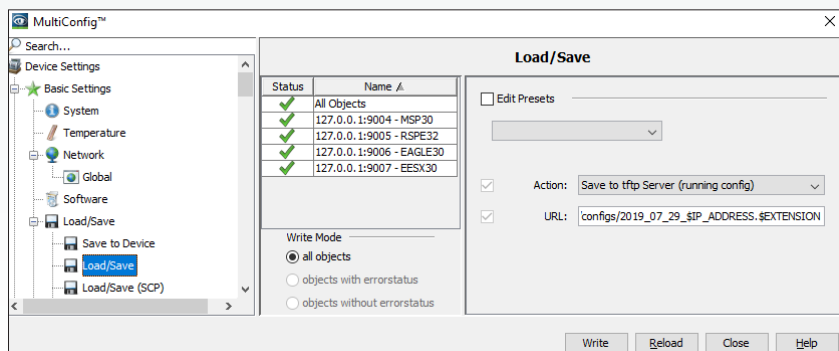 MultiConfig™
Search...
Device Settings
Basic Settings
System
Temperature
Network
Global
Software
Load/Save
Save to Device
Load/Save
Load/Save (SCP)
Load/Save
Status Name
All Objects
127.0.0.1:9004 - MSP30
127.0.0.1:9005 - RSPE32
127.0.0.1:9006 - EAGLE30
127.0.0.1:9007 - EESX30
Write Mode
all objects
objects with errorstatus
objects without errorstatus
Edit Presets
Action: Save to tftp Server (running config)
URL: configs/2019_07_29_$IP_ADDRESS.$EXTENSION
Write Reload Close Help